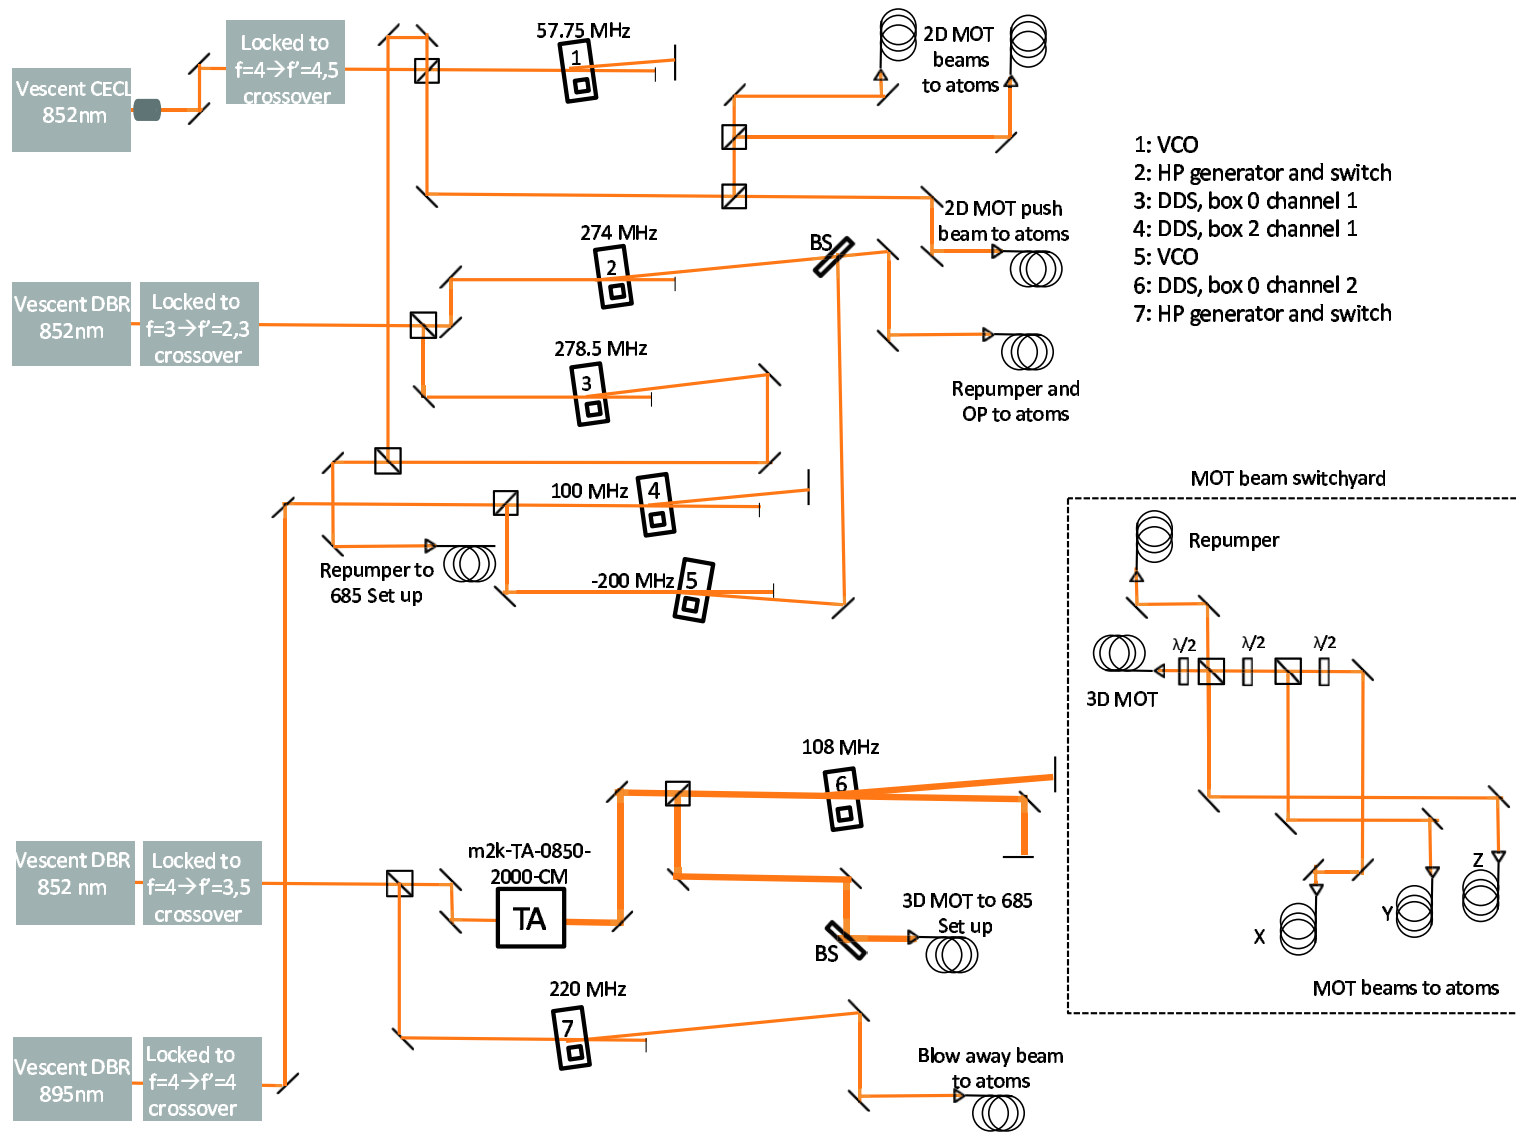 57.75 MHz
1
Locked to
f=4→f'=4,5
crossover
Vescent CECL
852nm
2D MOT
beams
to atoms
1: VCO
2: HP generator and switch
3: DDS, box 0 channel 1
4: DDS, box 2 channel 1
5: VCO
6: DDS, box 0 channel 2
7: HP generator and switch
2D MOT push
beam to atoms
274 MHz
2
BS
Vescent DBR
852nm
Locked to
f=3→f'=2,3
crossover
278.5 MHz
3
Repumper and
OP to atoms
100 MHz
4
Repumper to
685 Set up
-200 MHz
5
MOT beam switchyard
Repumper
λ/2
λ/2
λ/2
3D MOT
X
Y
Z
MOT beams to atoms
108 MHz
6
Vescent DBR
852 nm
Locked to
f=4→f'=3,5
crossover
m2k-TA-0850-
2000-CM
TA
3D MOT to 685
Set up
BS
220 MHz
7
Vescent DBR
895nm
Locked to
f=4→f'=4
crossover
Blow away beam
to atoms